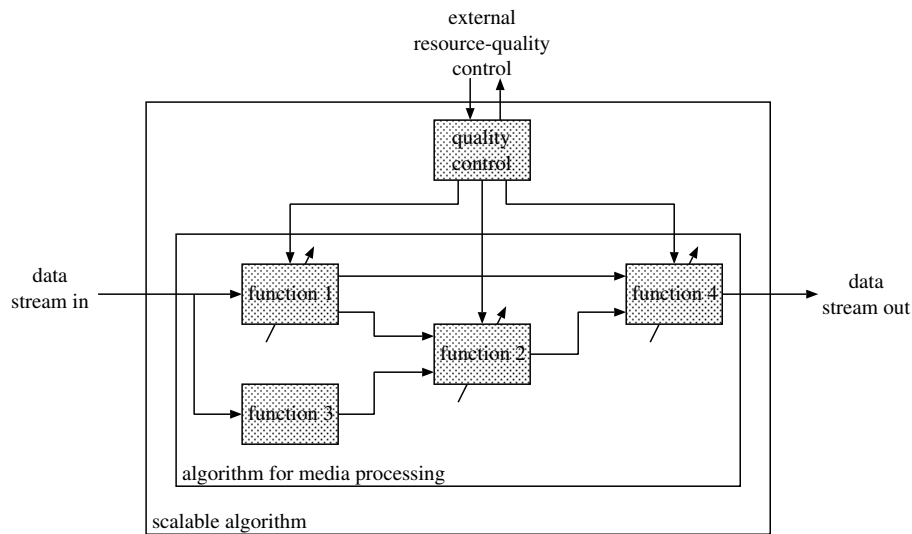 external
resource-quality
control
quality
control
data
stream in
function 1
function 4
data
stream out
function 2
function 3
algorithm for media processing
scalable algorithm